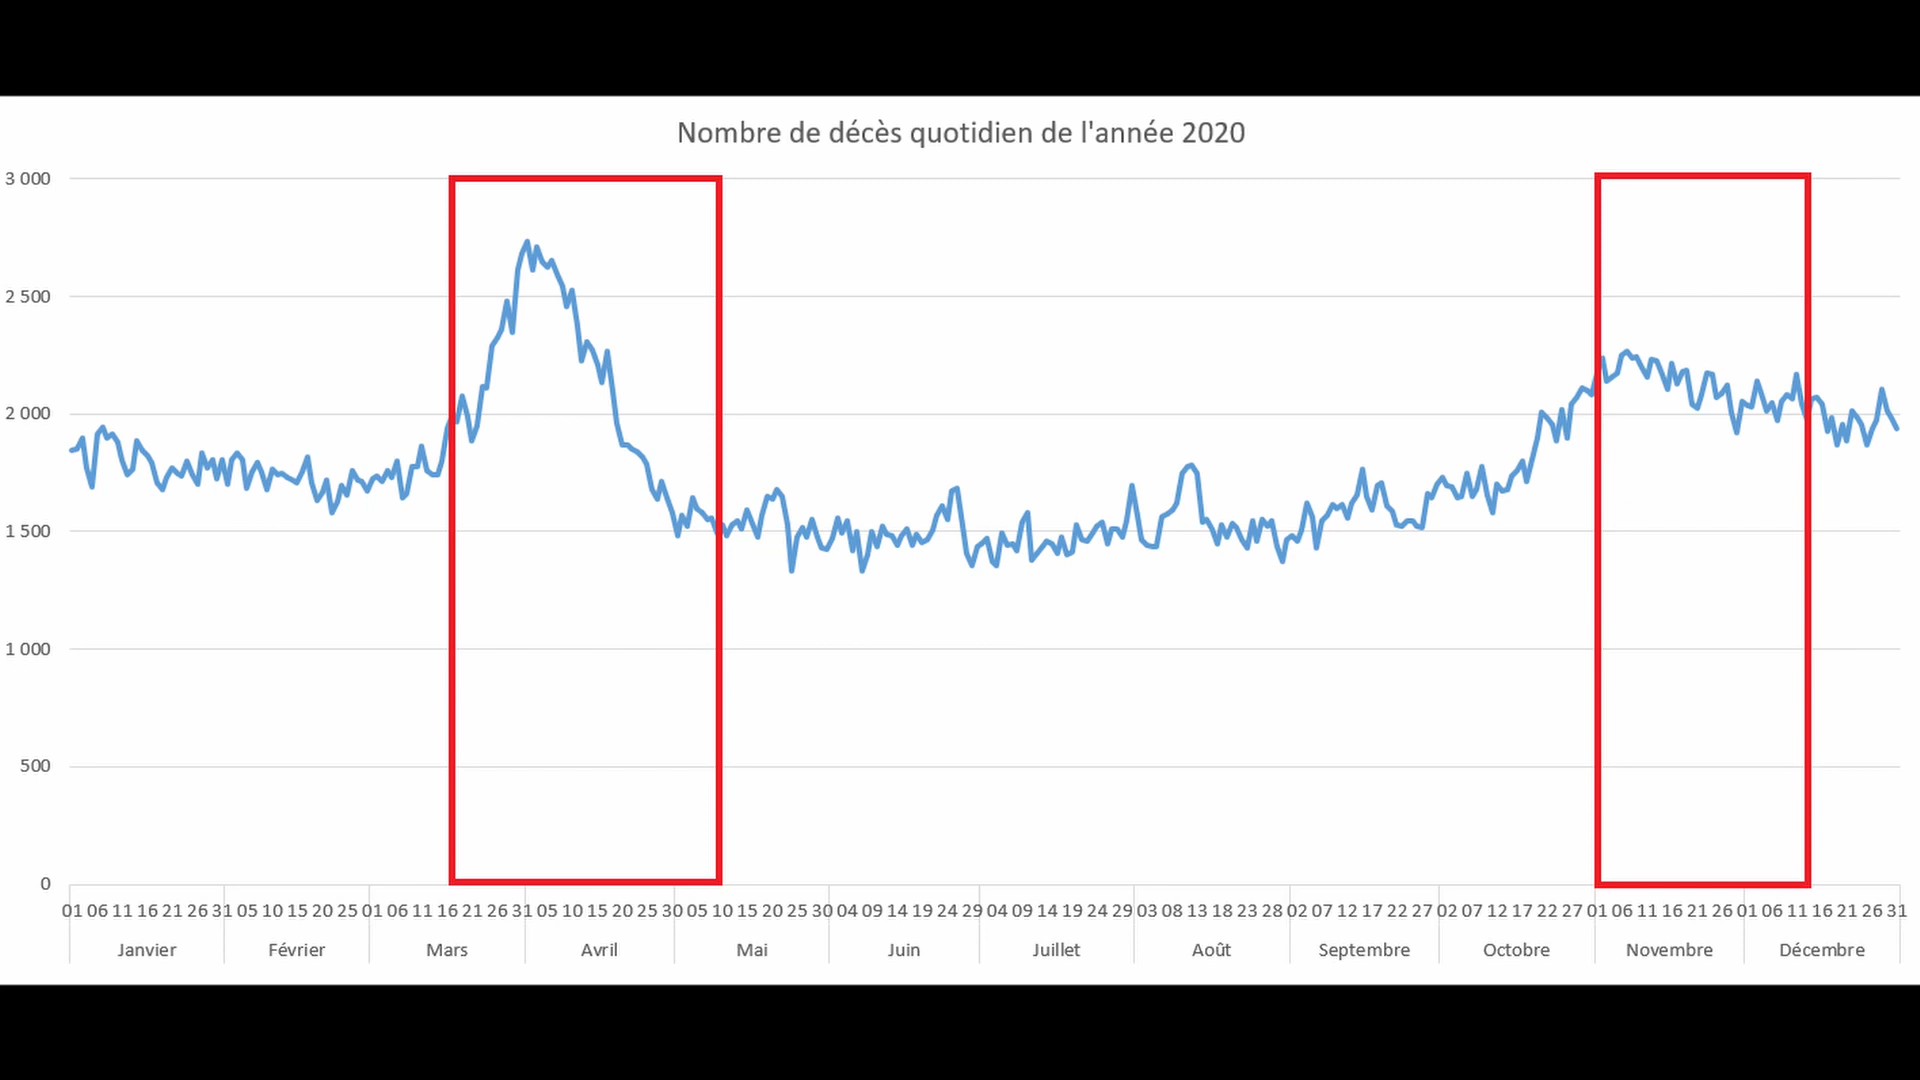 Nombre de décès quotidien de l'année 2020
3 000
2 500
2 000
1 500
1 000
500
0
01 06 11 16 21 26 31 05 10 15 20 25 01 06 11 16 21 26 31 05 10 15 20 25 30 05 10 15 20 25 30 04 09 14 19 24 29 04 09 14 19 24 29 03 08 13 18 23 28 02 07 12 17 22 27 02 07 12 17 22 27 01 06 11 16 21 26 01 06 11 16 21 26 31
Janvier Février Mars Avril Mai Juin Juillet Août Septembre Octobre Novembre Décembre